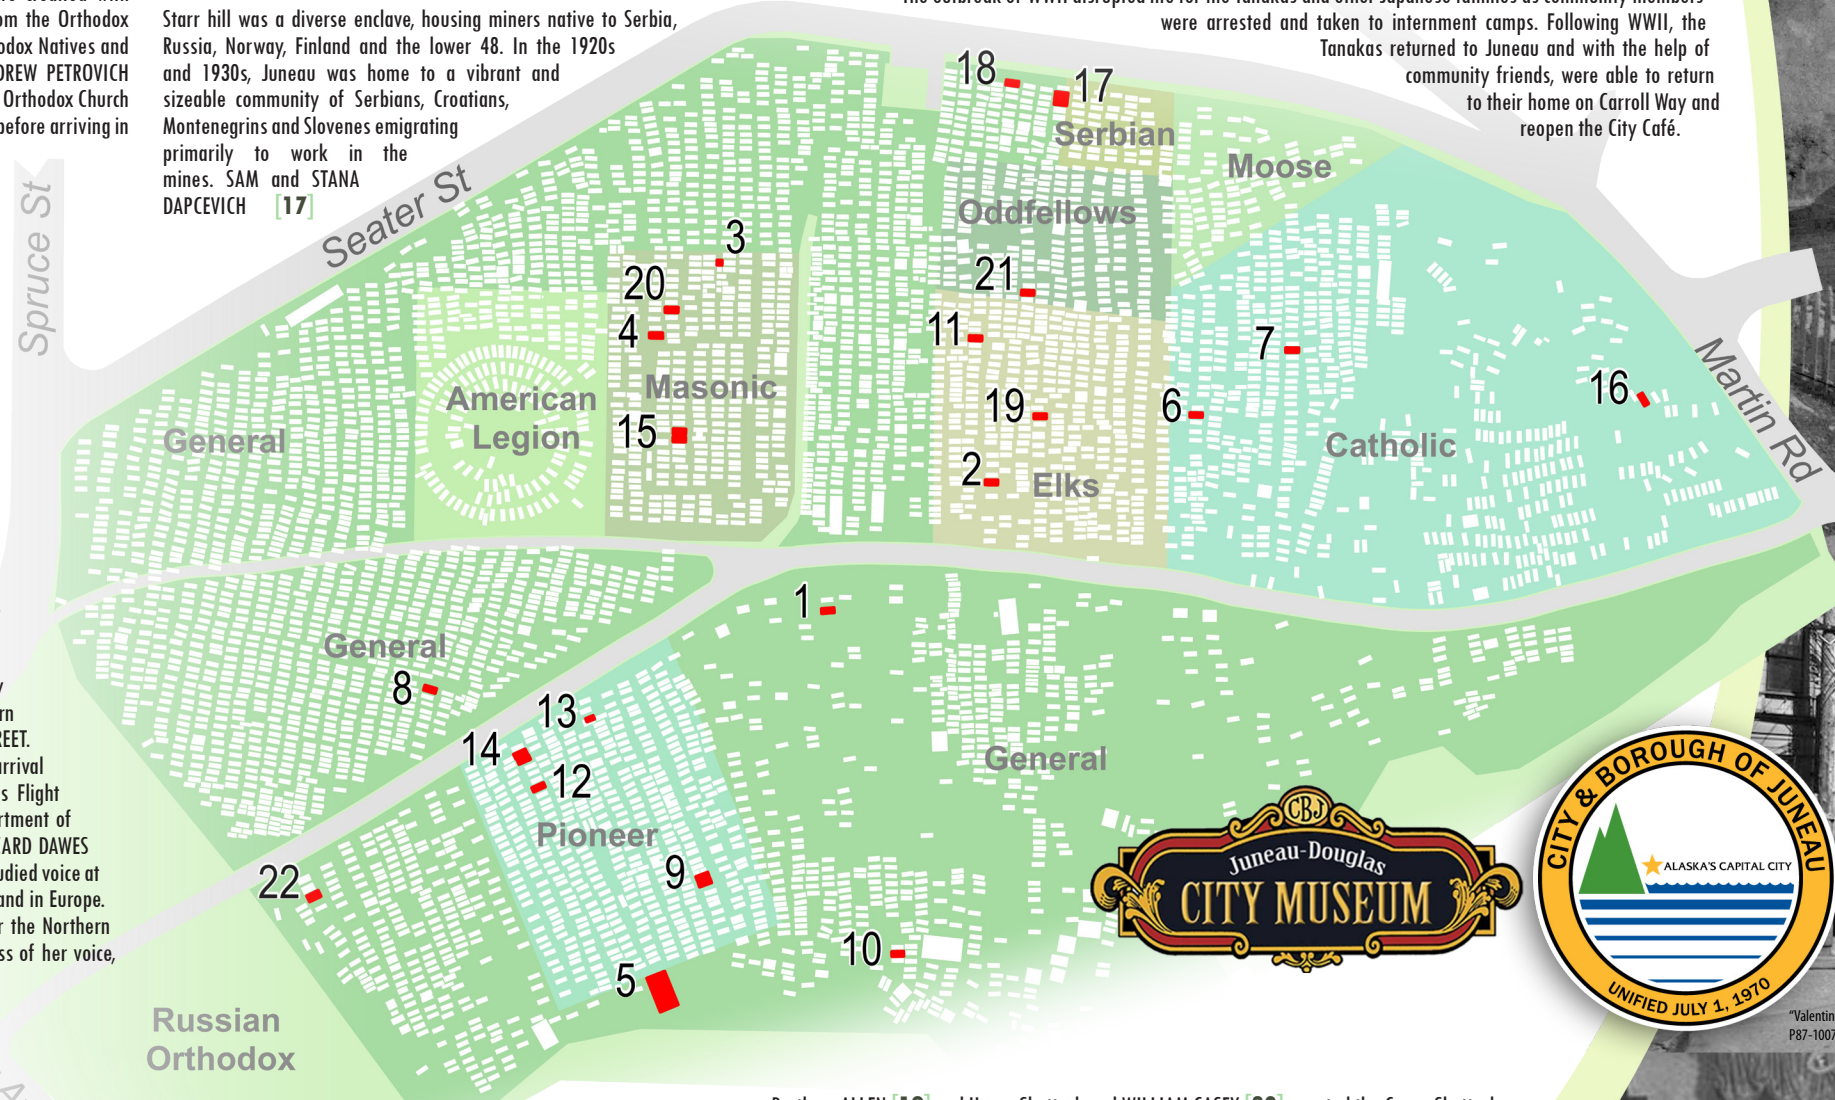 om the Orthodox
odox Natives and
DREW PETROVICH
Orthodox Church
before arriving in
Starr hill was a diverse enclave, housing miners native to Serbia,
Russia, Norway, Finland and the lower 48. In the 1920s
and 1930s, Juneau was home to a vibrant and
sizeable community of Serbians, Croatians,
Montenegrins and Slovenes emigrating
primarily to work in the
mines. SAM and STANA
DAPCEVICH [17]
were arrested and taken to internment camps. Following WWII, the
Tanakas returned to Juneau and with the help of
community friends, were able to return
to their home on Carroll Way and
reopen the City Café.
Spruce St
Seater St
Martin Rd
18
17
Serbian
Moose
Oddfellows
3
20
21
4
11
7
Masonic
American
Legion
General
15
19
6
16
Catholic
2
Elks
1
General
8
13
14
12
Pioneer
General
9
22
10
5
Russian
Orthodox
rn
REET.
arrival
s Flight
rtment of
EARD DAWES
udied voice at
and in Europe.
r the Northern
ss of her voice,
CBJ
Juneau-Douglas
CITY MUSEUM
CITY & BOROUGH OF JUNEAU
ALASKA'S CAPITAL CITY
UNIFIED JULY 1, 1970
"Valentin
P87-1007